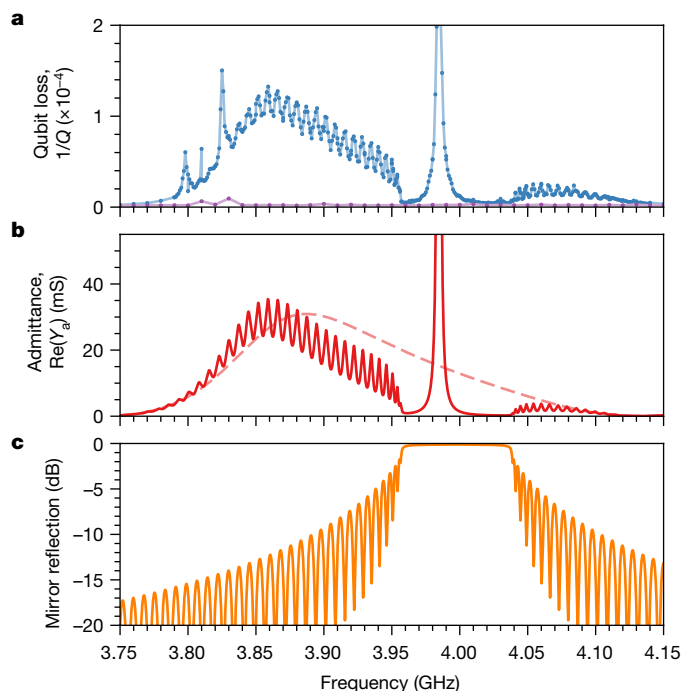 a
Qubit loss,
1/Q (×10⁻⁴)
2
1
0
b
Admittance,
Re(Yₐ) (mS)
40
20
0
c
Mirror reflection (dB)
0
–5
–10
–15
–20
3.75 3.80 3.85 3.90 3.95 4.00 4.05 4.10 4.15
Frequency (GHz)